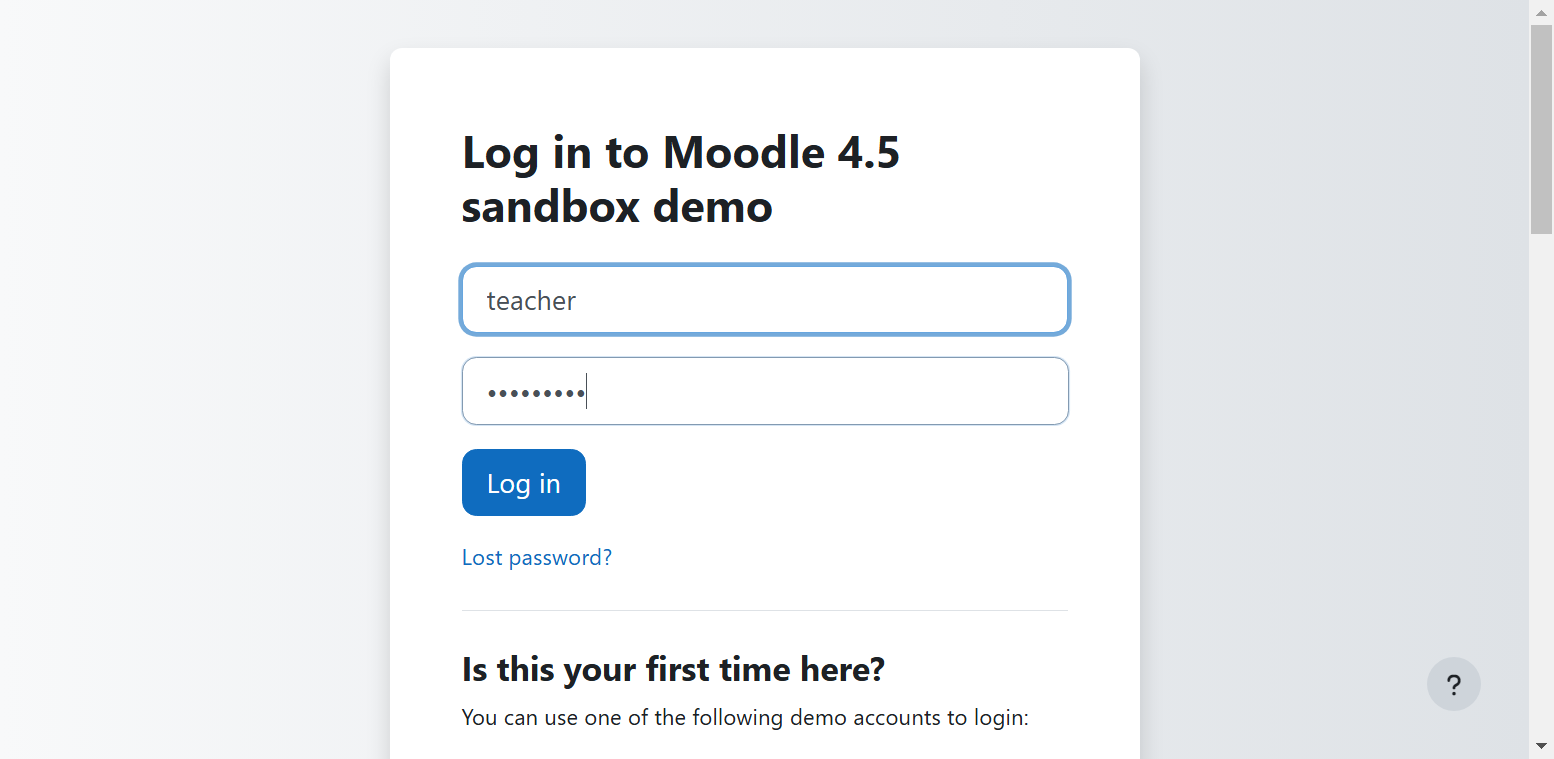 Log in to Moodle 4.5
sandbox demo
teacher
•••••••••
Log in
Lost password?
Is this your first time here?
You can use one of the following demo accounts to login:
?